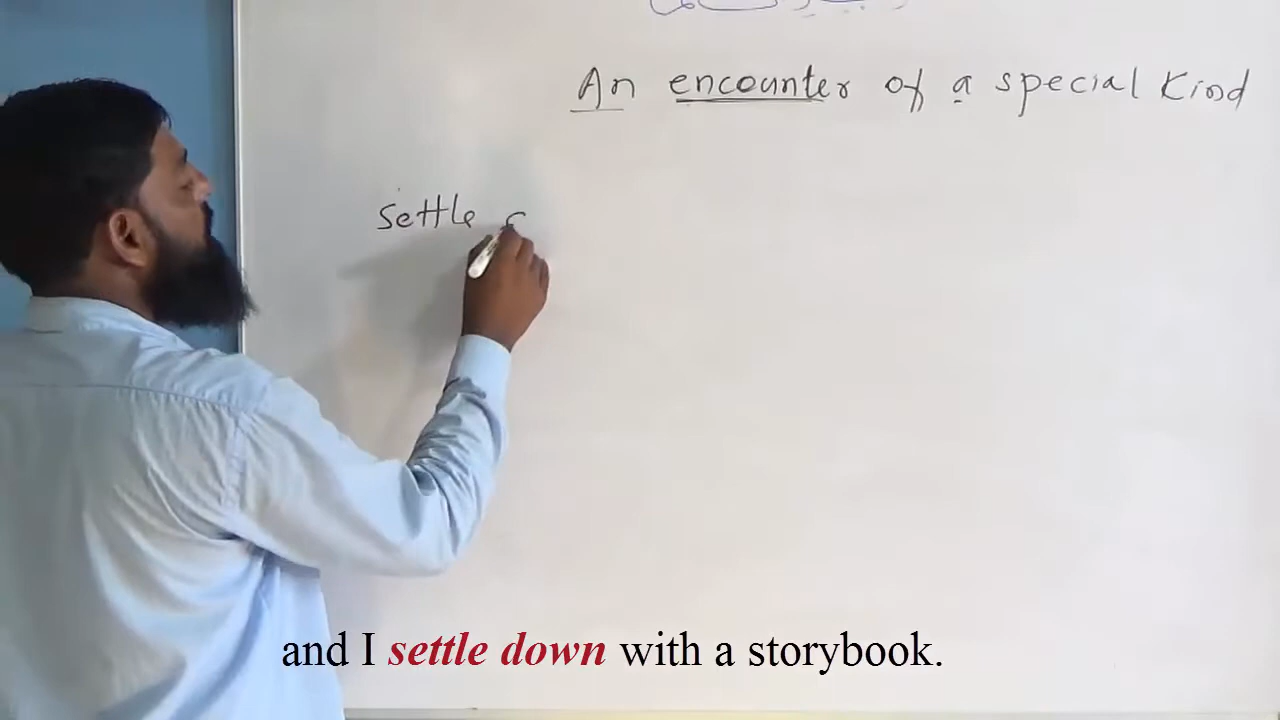 An encounter of a special kind
settle
and I settle down with a storybook.